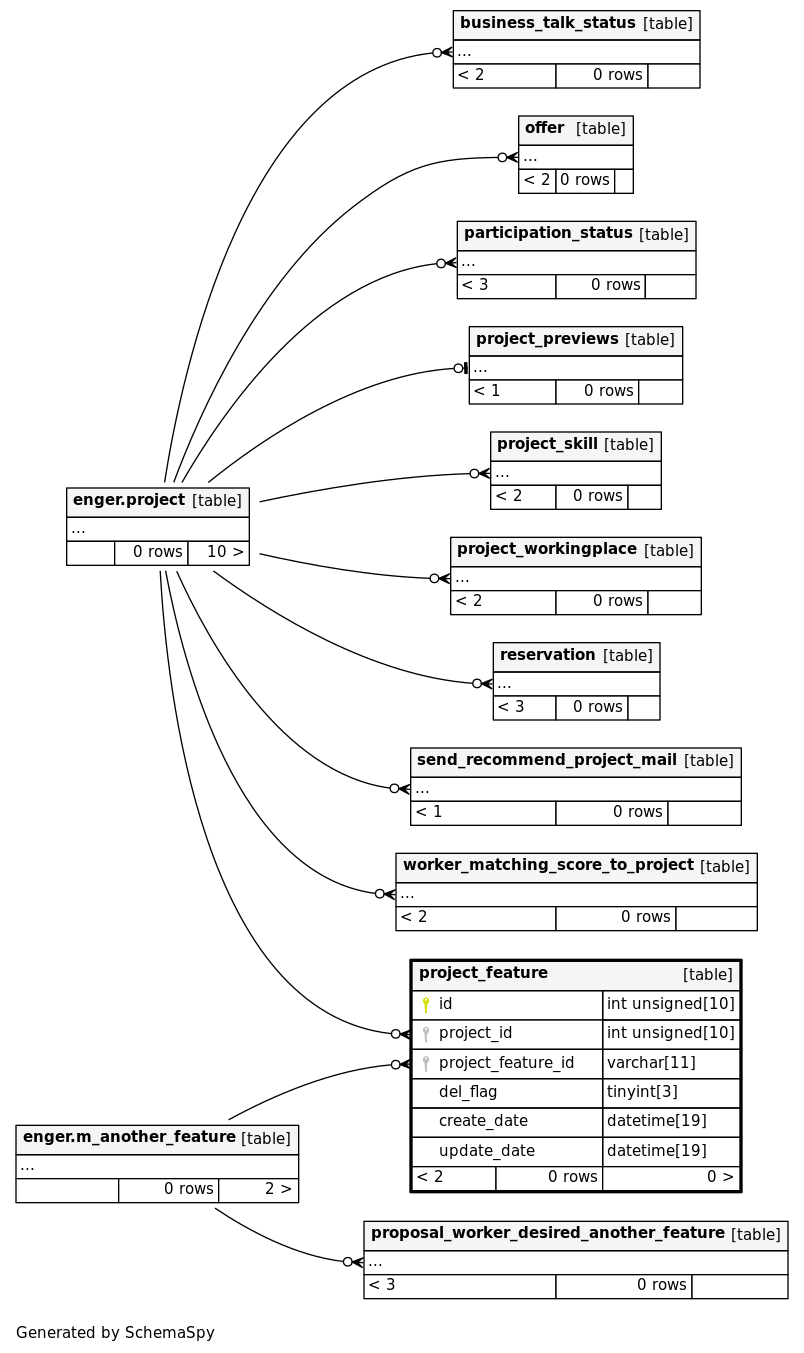 business_talk_status [table]
...
< 2 0 rows
offer [table]
...
< 2 0 rows
participation_status [table]
...
< 3 0 rows
project_previews [table]
...
< 1 0 rows
project_skill [table]
...
< 2 0 rows
enger.project [table]
...
0 rows 10 >
project_workingplace [table]
...
< 2 0 rows
reservation [table]
...
< 3 0 rows
send_recommend_project_mail [table]
...
< 1 0 rows
worker_matching_score_to_project [table]
...
< 2 0 rows
project_feature [table]
id int unsigned[10]
project_id int unsigned[10]
project_feature_id varchar[11]
del_flag tinyint[3]
create_date datetime[19]
update_date datetime[19]
< 2 0 rows 0 >
enger.m_another_feature [table]
...
0 rows 2 >
proposal_worker_desired_another_feature [table]
...
< 3 0 rows
Generated by SchemaSpy